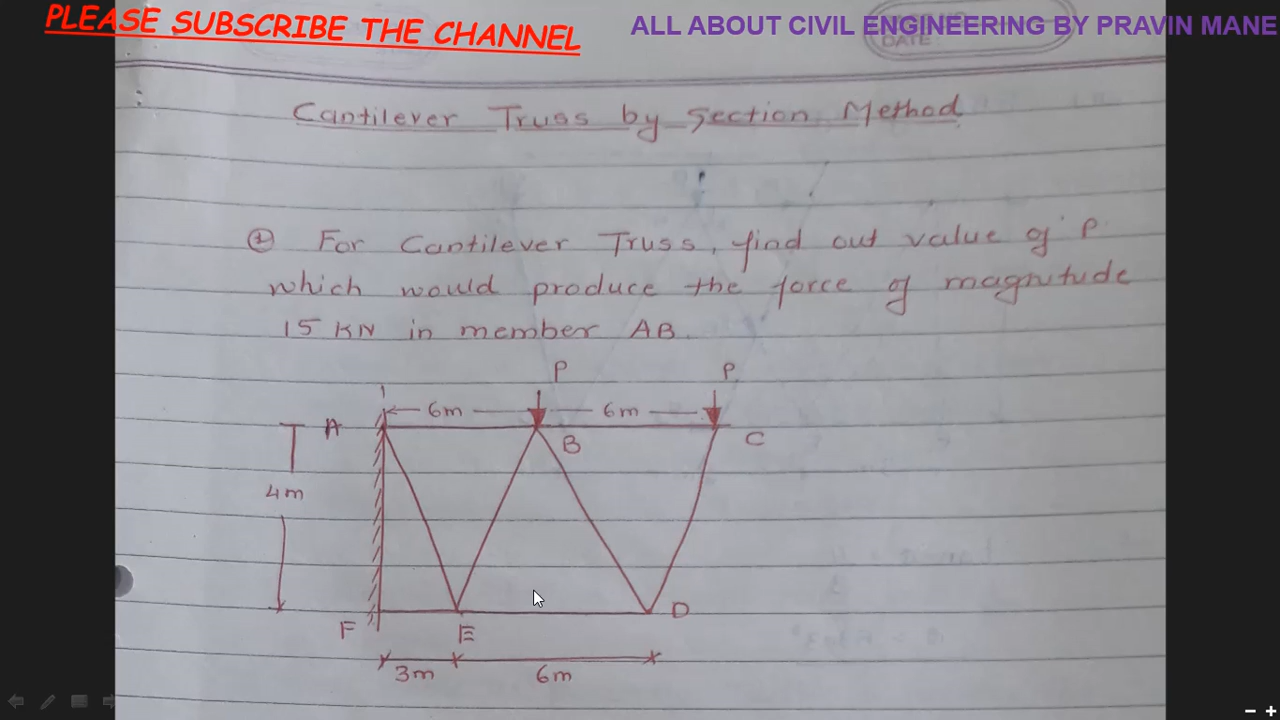 PLEASE SUBSCRIBE THE CHANNEL
ALL ABOUT CIVIL ENGINEERING BY PRAVIN MANE
DATE
Cantilever Truss by Section Method
① For Cantilever Truss, find out value of P
which would produce the force of magnitude
15 KN in member AB.
P P
6m 6m
A B C
4m
F E D
3m 6m